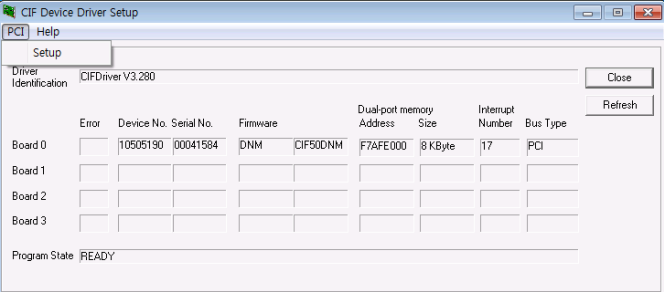 CIF Device Driver Setup
PCI Help
Setup
Driver Identification CIFDriver V3.280
Close
Refresh
Error Device No. Serial No. Firmware Dual-port memory Address Size Interrupt Number Bus Type
Board 0 10505190 00041584 DNM CIF50DNM F7AFE000 8 KByte 17 PCI
Board 1
Board 2
Board 3
Program State READY